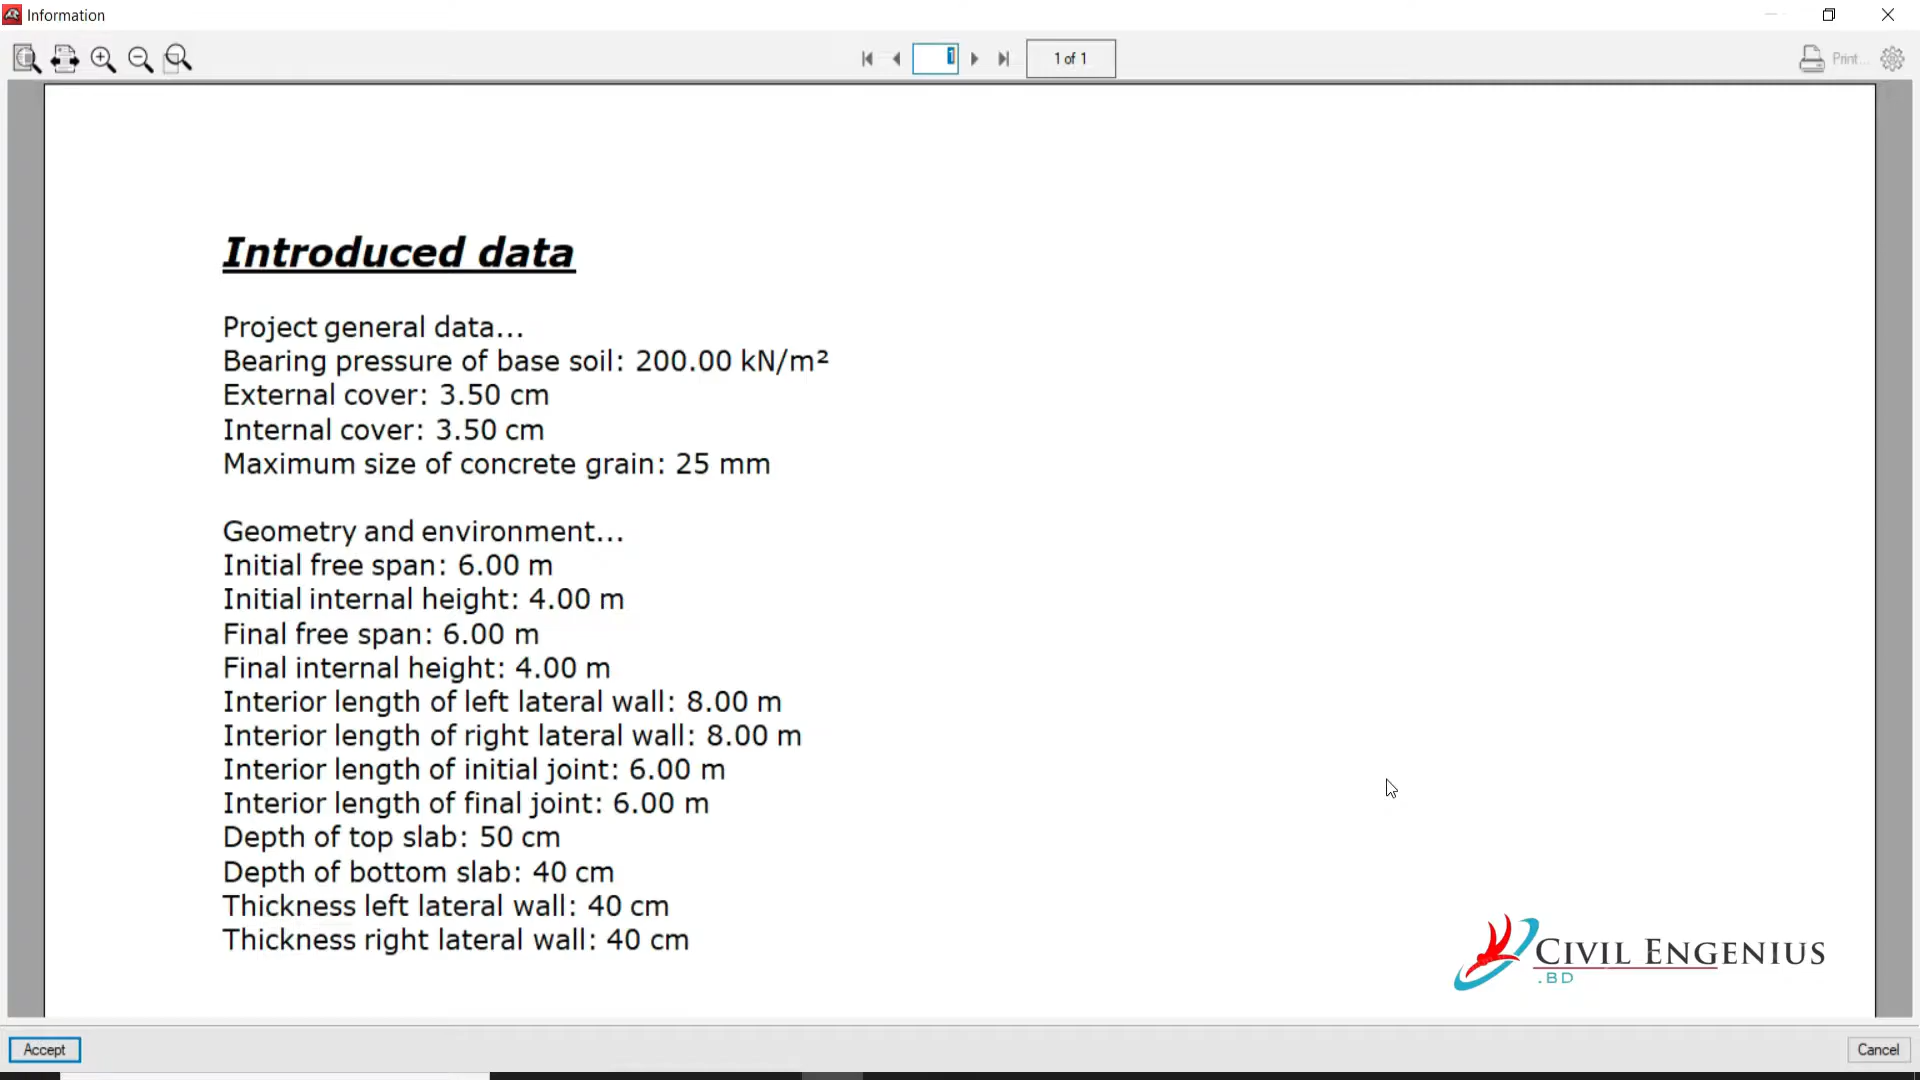 Information
1
1 of 1
Print...
Introduced data
Project general data...
Bearing pressure of base soil: 200.00 kN/m²
External cover: 3.50 cm
Internal cover: 3.50 cm
Maximum size of concrete grain: 25 mm
Geometry and environment...
Initial free span: 6.00 m
Initial internal height: 4.00 m
Final free span: 6.00 m
Final internal height: 4.00 m
Interior length of left lateral wall: 8.00 m
Interior length of right lateral wall: 8.00 m
Interior length of initial joint: 6.00 m
Interior length of final joint: 6.00 m
Depth of top slab: 50 cm
Depth of bottom slab: 40 cm
Thickness left lateral wall: 40 cm
Thickness right lateral wall: 40 cm
CIVIL ENGENIUS
.BD
Accept
Cancel